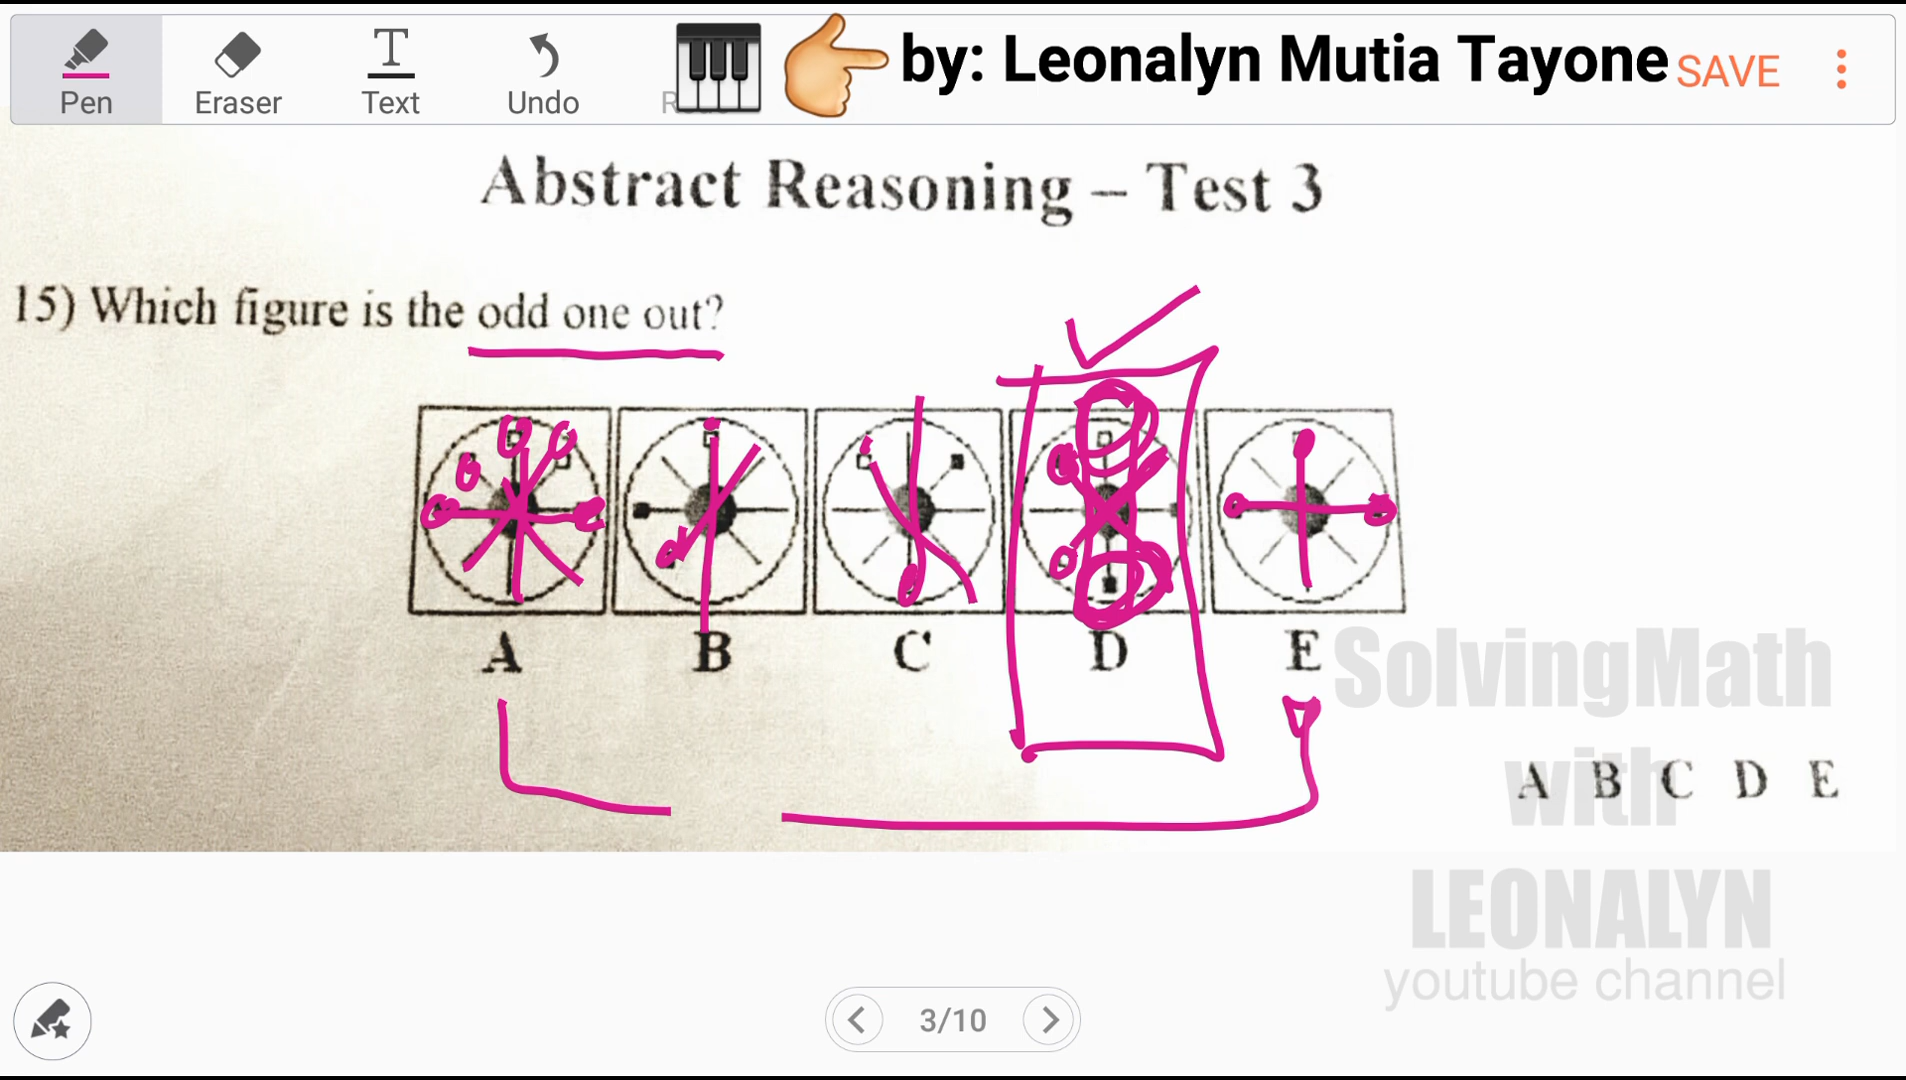 Pen Eraser Text Undo R by: Leonalyn Mutia Tayone SAVE
Abstract Reasoning – Test 3
15) Which figure is the odd one out?
A B C D E
SolvingMath
A B C D E
with
LEONALYN
youtube channel
3/10